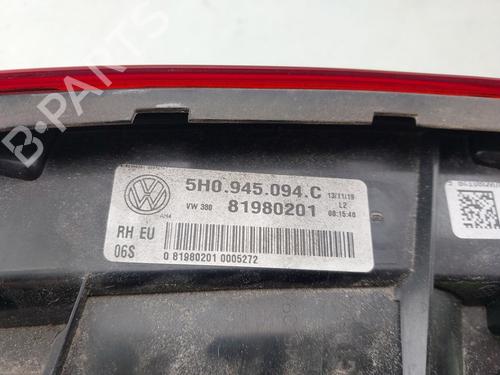 B-PARTS
5H0.945.094.C
13/11/19
VW 380
81980201
L2
08:15:48
RH EU
06S
0 81980201 0005272